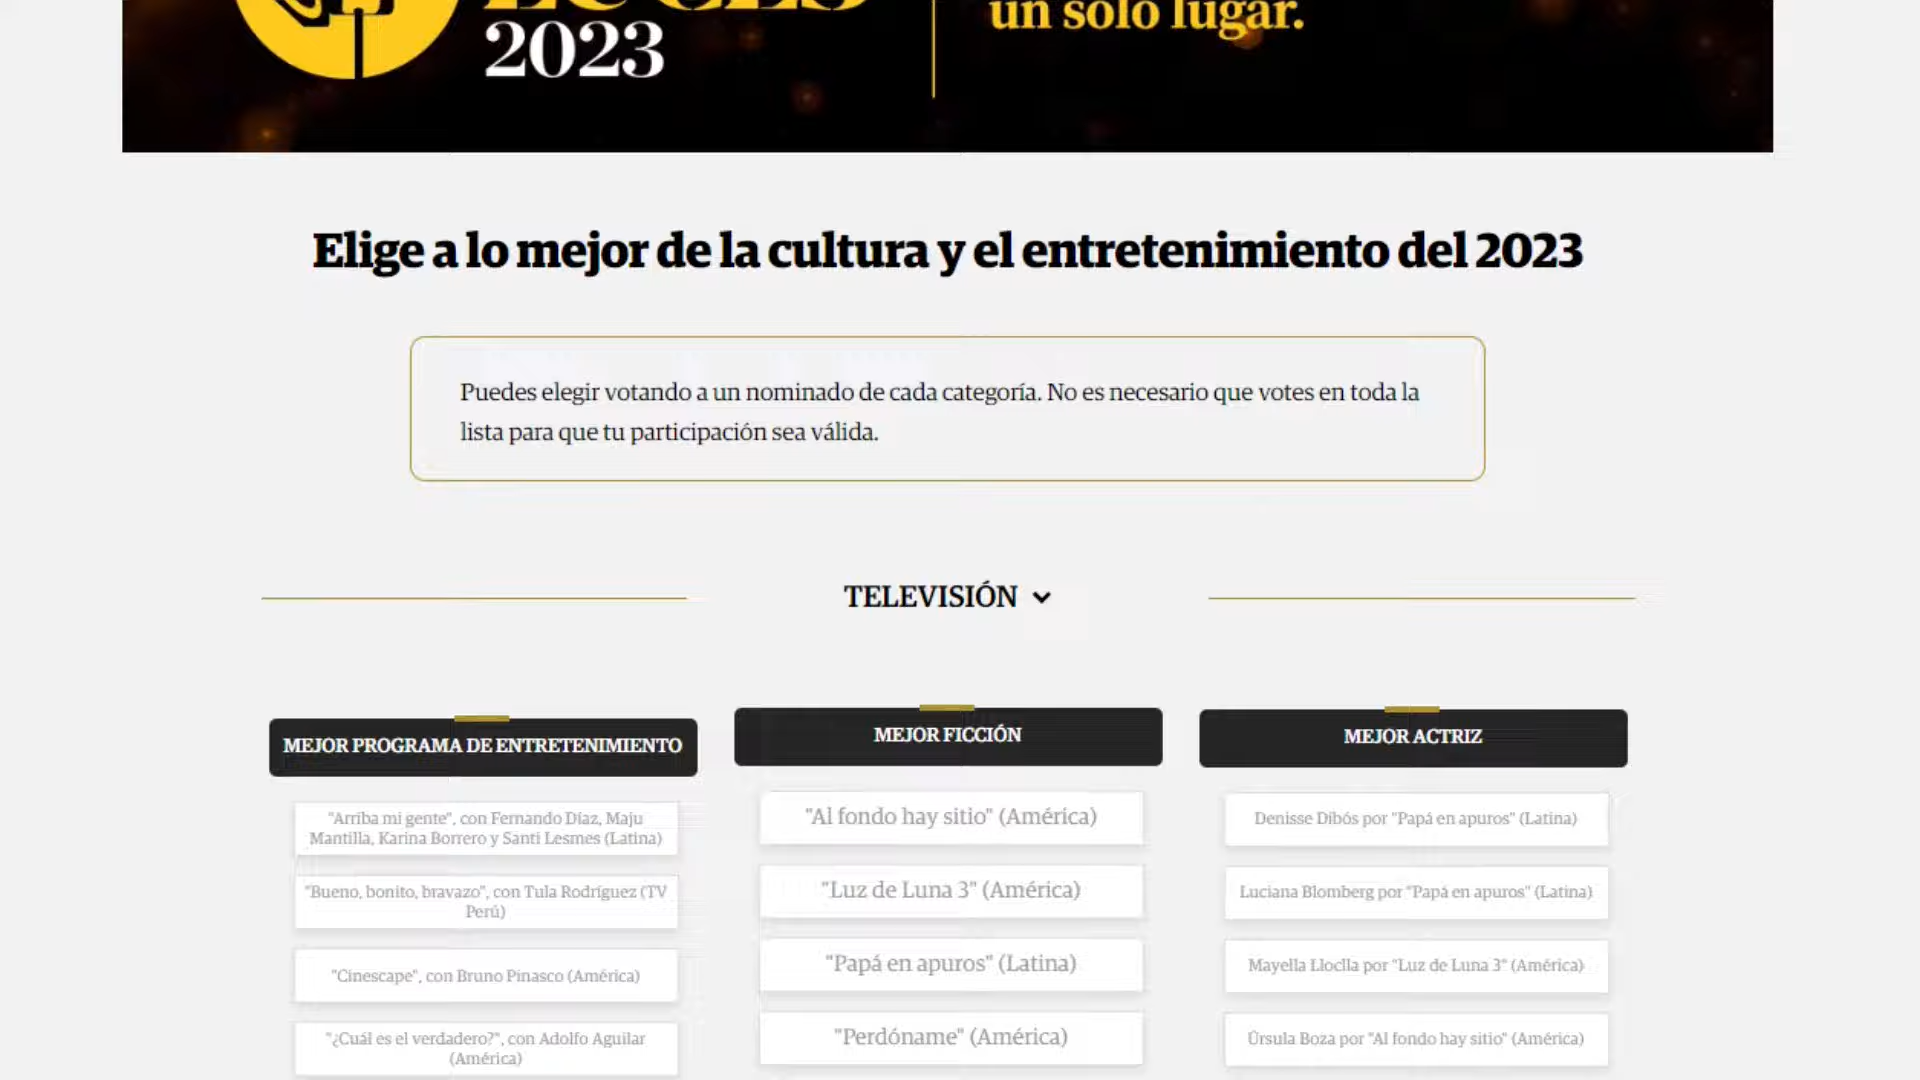 un solo lugar.
2023
Elige a lo mejor de la cultura y el entretenimiento del 2023
Puedes elegir votando a un nominado de cada categoría. No es necesario que votes en toda la
lista para que tu participación sea válida.
TELEVISIÓN
MEJOR PROGRAMA DE ENTRETENIMIENTO
"Arriba mi gente", con Fernando Díaz, Maju
Mantilla, Karina Borrero y Santi Lesmes (Latina)
"Bueno, bonito, bravazo", con Tula Rodríguez (TV
Perú)
"Cinescape", con Bruno Pinasco (América)
"¿Cuál es el verdadero?", con Adolfo Aguilar
(América)
MEJOR FICCIÓN
"Al fondo hay sitio" (América)
"Luz de Luna 3" (América)
"Papá en apuros" (Latina)
"Perdóname" (América)
MEJOR ACTRIZ
Denisse Dibós por "Papá en apuros" (Latina)
Luciana Blomberg por "Papá en apuros" (Latina)
Mayella Lloclla por "Luz de Luna 3" (América)
Úrsula Boza por "Al fondo hay sitio" (América)